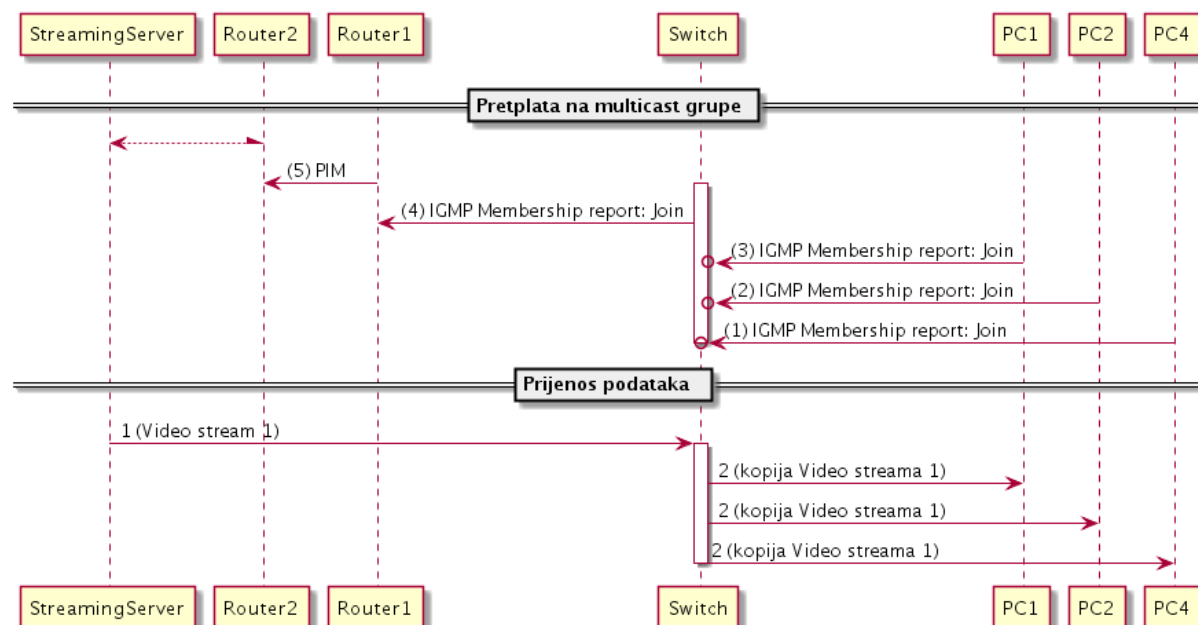 StreamingServer Router2 Router1 Switch PC1 PC2 PC4
Pretplata na multicast grupe
(5) PIM
(4) IGMP Membership report: Join
(3) IGMP Membership report: Join
(2) IGMP Membership report: Join
(1) IGMP Membership report: Join
Prijenos podataka
1 (Video stream 1)
2 (kopija Video streama 1)
2 (kopija Video streama 1)
2 (kopija Video streama 1)
StreamingServer Router2 Router1 Switch PC1 PC2 PC4